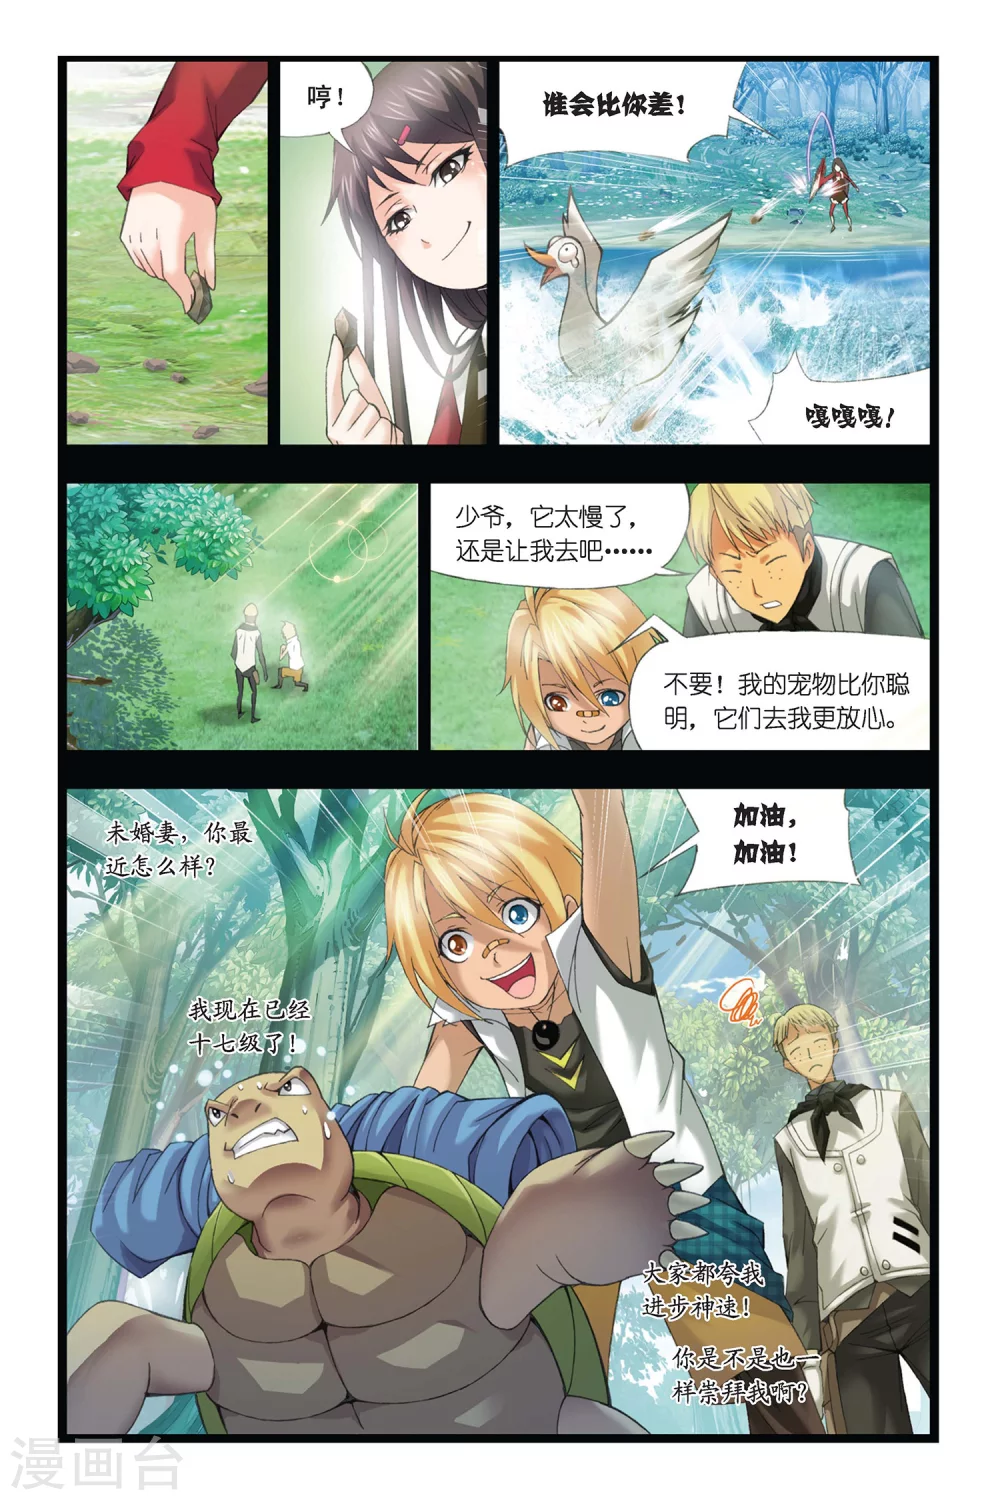 哼！
谁会比你差！
嘎嘎嘎！
少爷，它太慢了，
还是让我去吧……
不要！我的宠物比你聪
明，它们去我更放心。
加油，
加油！
未婚妻，你最
近怎么样？
我现在已经
十七级了！
大家都夸我
进步神速！
你是不是也一
样崇拜我啊？
漫画台